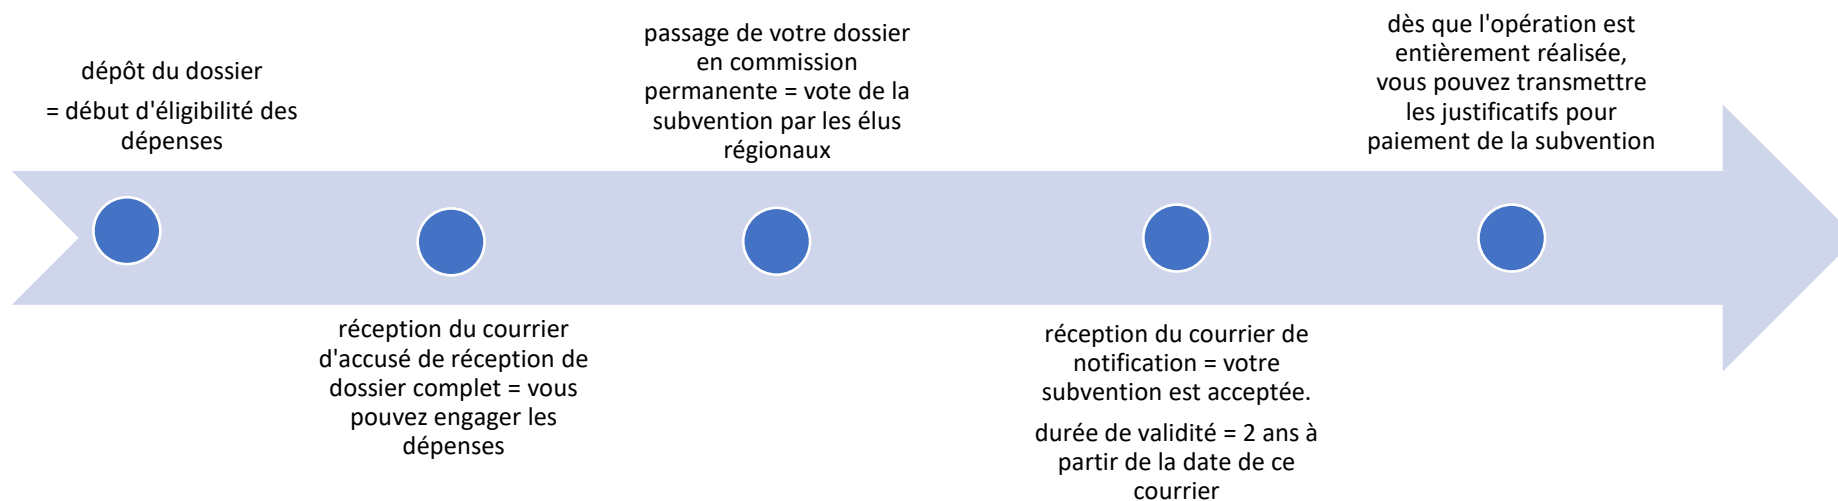 dépôt du dossier
= début d'éligibilité des
dépenses
réception du courrier
d'accusé de réception de
dossier complet = vous
pouvez engager les
dépenses
passage de votre dossier
en commission
permanente = vote de la
subvention par les élus
régionaux
réception du courrier de
notification = votre
subvention est acceptée.
durée de validité = 2 ans à
partir de la date de ce
courrier
dès que l'opération est
entièrement réalisée,
vous pouvez transmettre
les justificatifs pour
paiement de la subvention